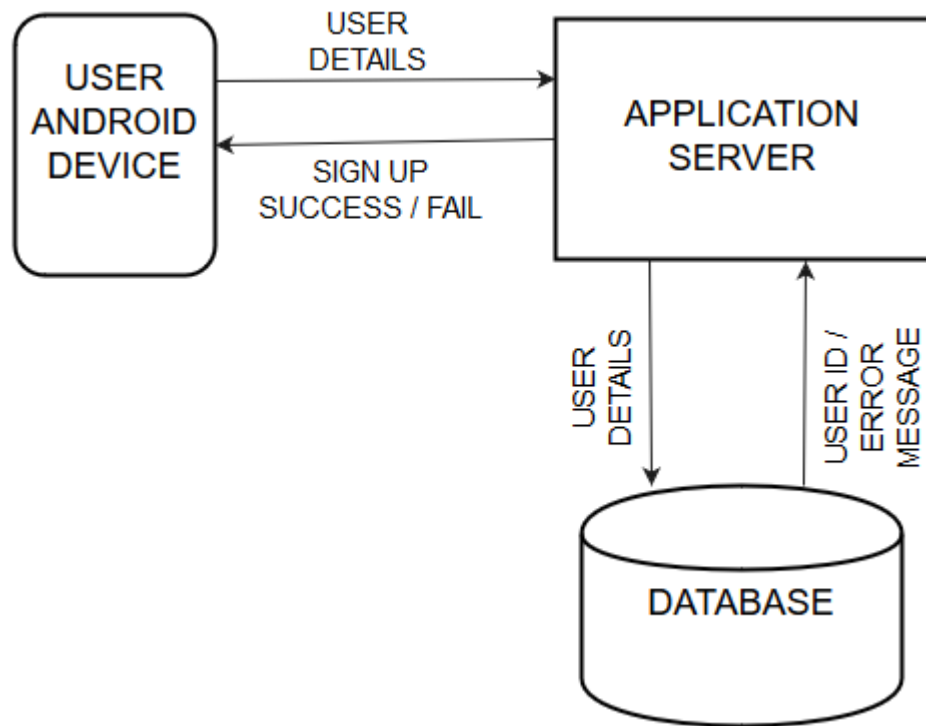 USER
DETAILS
USER
ANDROID
DEVICE
APPLICATION
SERVER
SIGN UP
SUCCESS / FAIL
USER
DETAILS
USER ID /
ERROR
MESSAGE
DATABASE